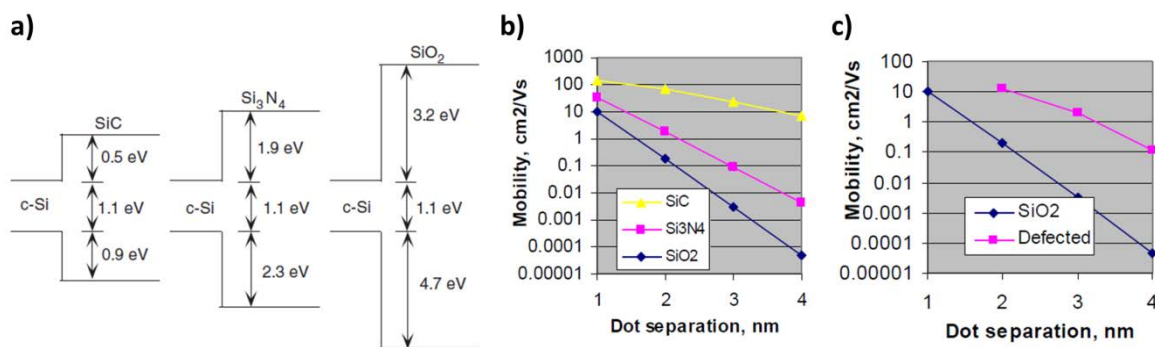 a)
SiC
0.5 eV
c-Si
1.1 eV
0.9 eV
Si₃N₄
1.9 eV
c-Si
1.1 eV
2.3 eV
SiO₂
3.2 eV
c-Si
1.1 eV
4.7 eV
b)
Mobility, cm2/Vs
1000
100
10
1
0.1
0.01
0.001
0.0001
0.00001
SiC
Si3N4
SiO2
1 2 3 4
Dot separation, nm
c)
Mobility, cm2/Vs
100
10
1
0.1
0.01
0.001
0.0001
0.00001
SiO2
Defected
1 2 3 4
Dot separation, nm